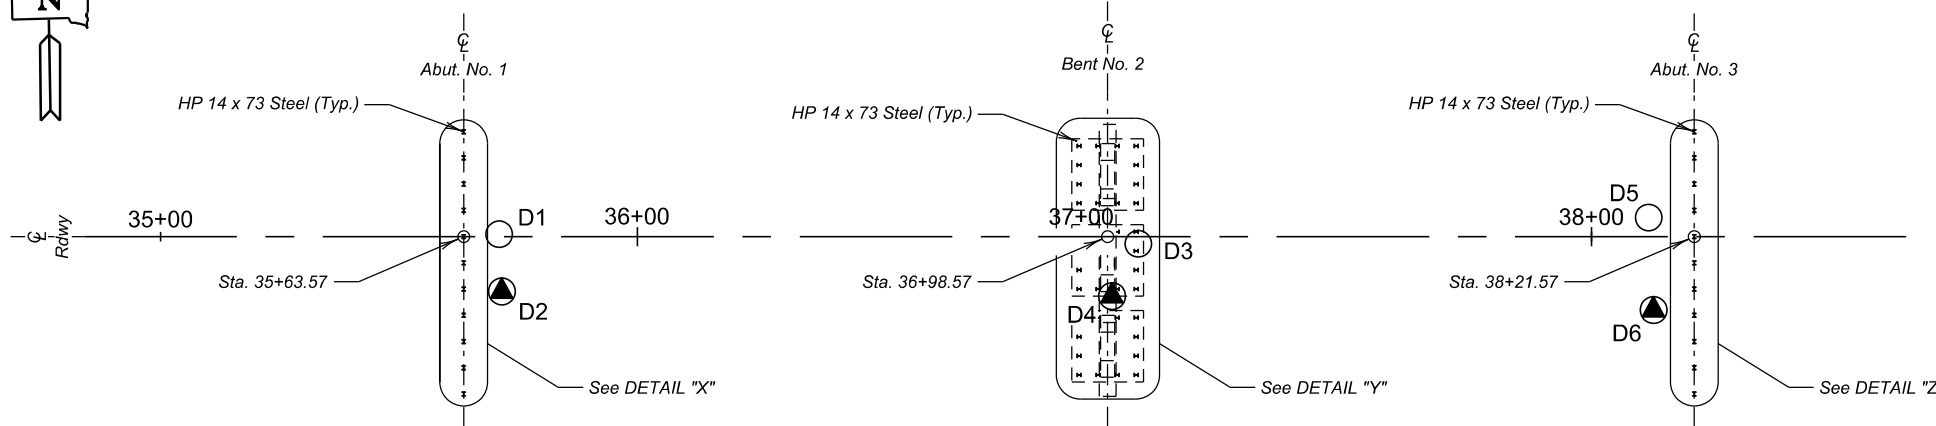 N
℄
Abut. No. 1
℄
Bent No. 2
℄
Abut. No. 3
HP 14 x 73 Steel (Typ.)
HP 14 x 73 Steel (Typ.)
HP 14 x 73 Steel (Typ.)
℄ Rdwy
35+00
D1
36+00
37+00
D3
38+00
D5
Sta. 35+63.57
D2
Sta. 36+98.57
D4
Sta. 38+21.57
D6
See DETAIL "X"
See DETAIL "Y"
See DETAIL "Z